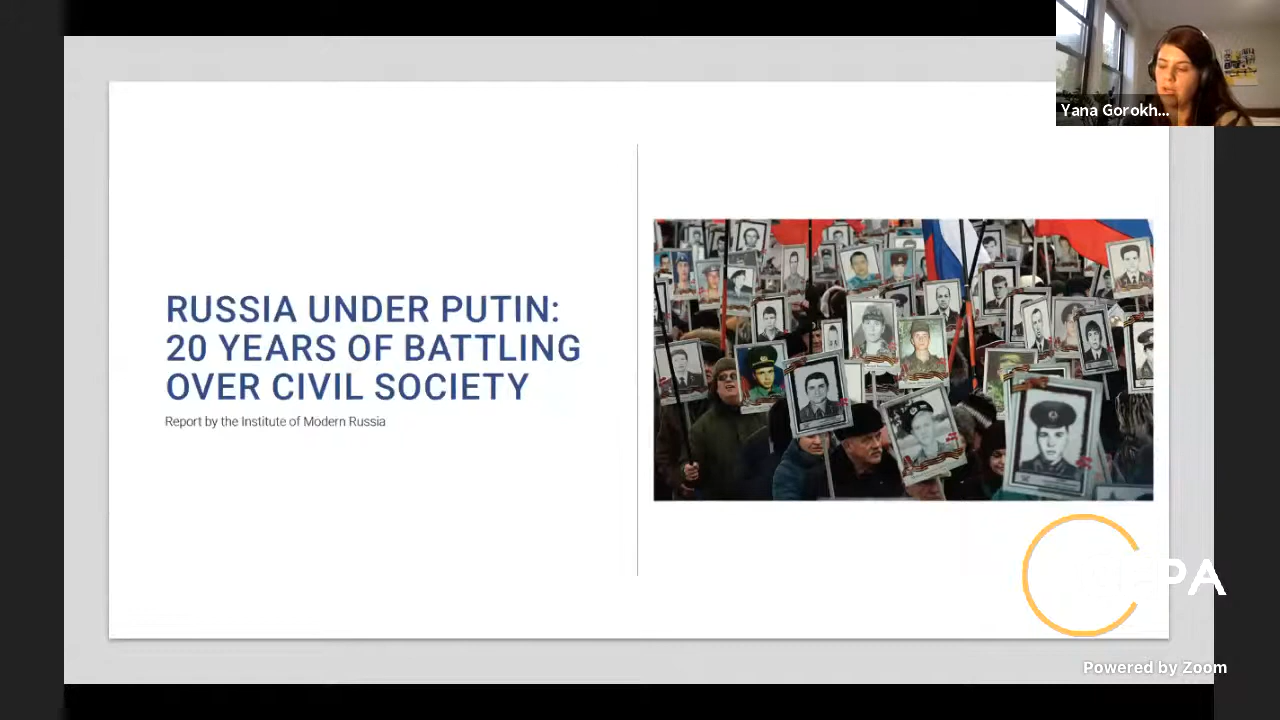 Yana Gorokh...
RUSSIA UNDER PUTIN:
20 YEARS OF BATTLING
OVER CIVIL SOCIETY
Report by the Institute of Modern Russia
PA
Powered by Zoom